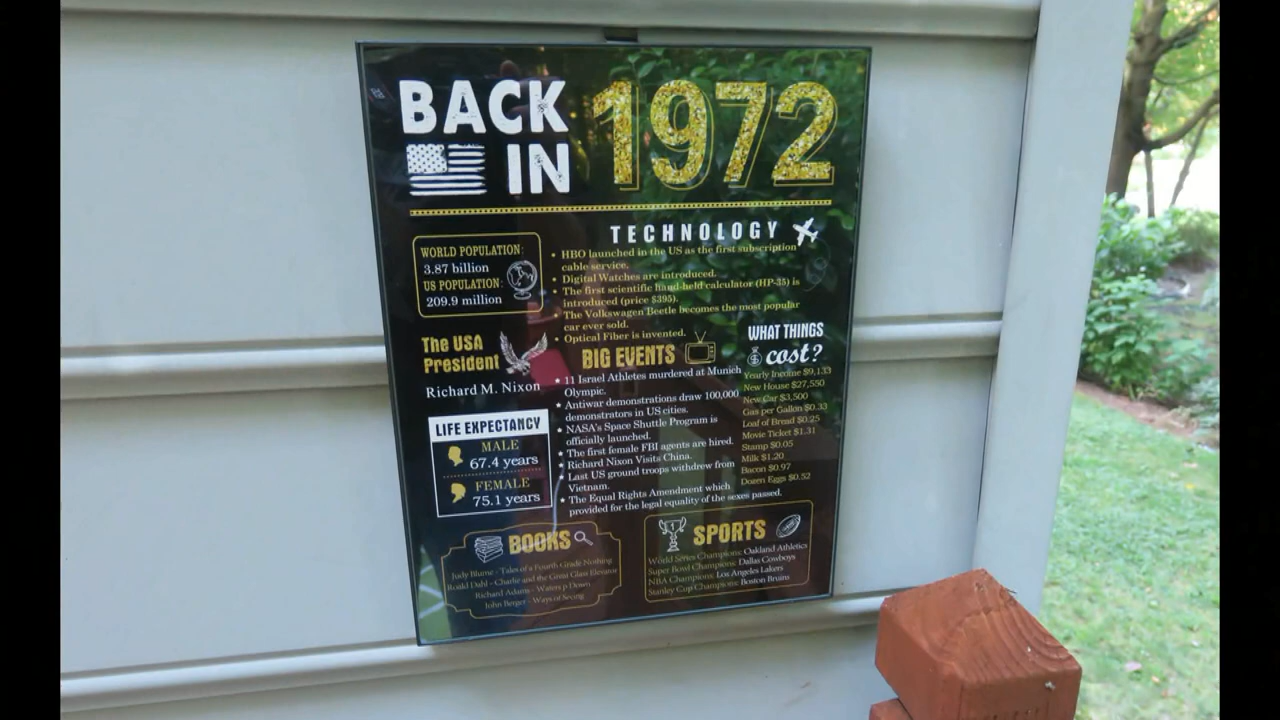 BACK
IN
1972
TECHNOLOGY
• HBO launched in the US as the first subscription
cable service.
• Digital Watches are introduced.
• The first scientific hand-held calculator (HP-35) is
introduced (price $395).
• The Volkswagen Beetle becomes the most popular
car ever sold.
• Optical Fiber is invented.
WORLD POPULATION:
3.87 billion
US POPULATION:
209.9 million
The USA
President
Richard M. Nixon
LIFE EXPECTANCY
MALE
67.4 years
FEMALE
75.1 years
BIG EVENTS
★ 11 Israel Athletes murdered at Munich
Olympic.
★ Antiwar demonstrations draw 100,000
demonstrators in US cities.
★ NASA's Space Shuttle Program is
officially launched.
★ The first female FBI agents are hired.
★ Richard Nixon Visits China.
★ Last US ground troops withdrew from
Vietnam.
★ The Equal Rights Amendment which
provided for the legal equality of the sexes passed.
WHAT THINGS
cost?
Yearly Income $9,133
New House $27,550
New Car $3,500
Gas per Gallon $0.33
Loaf of Bread $0.25
Movie Ticket $1.31
Stamp $0.05
Milk $1.20
Bacon $0.97
Dozen Eggs $0.52
BOOKS
Judy Blume - Tales of a Fourth Grade Nothing
Roald Dahl - Charlie and the Great Glass Elevator
Richard Adams - Watership Down
John Berger - Ways of Seeing
SPORTS
World Series Champions: Oakland Athletics
Super Bowl Champions: Dallas Cowboys
NBA Champions: Los Angeles Lakers
Stanley Cup Champions: Boston Bruins